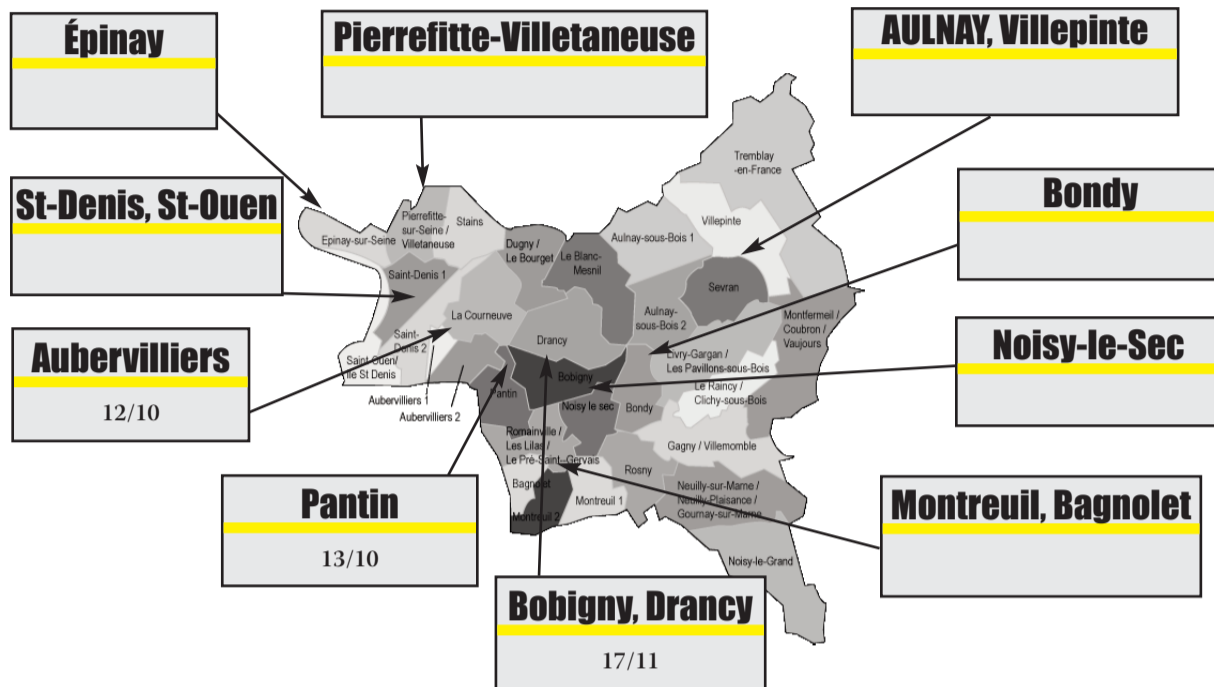 Épinay
Pierrefitte-Villetaneuse
AULNAY, Villepinte
St-Denis, St-Ouen
Bondy
Aubervilliers
12/10
Noisy-le-Sec
Pantin
13/10
Montreuil, Bagnolet
Bobigny, Drancy
17/11
Tremblay
-en-France
Villepinte
Pierrefitte-
sur-Seine /
Villetaneuse
Stains
Epinay-sur-Seine
Dugny /
Le Bourget
Le Blanc-
Mesnil
Aulnay-sous-Bois 1
Saint-Denis 1
Sevran
Aulnay-
sous-Bois 2
Montfermeil /
Coubron /
Vaujours
La Courneuve
Saint-
Denis 2
Drancy
Livry-Gargan /
Les Pavillons-sous-Bois
Saint-Ouen/
Ile St Denis
Bobigny
Le Raincy /
Clichy-sous-Bois
Aubervilliers 1
Aubervilliers 2
Pantin
Noisy le sec
Bondy
Romainville /
Les Lilas /
Le Pré-Saint--Gervais
Gagny / Villemomble
Rosny
Bagnolet
Montreuil 1
Montreuil 2
Neuilly-sur-Marne /
Neuilly-Plaisance /
Gournay-sur-Marne
Noisy-le-Grand